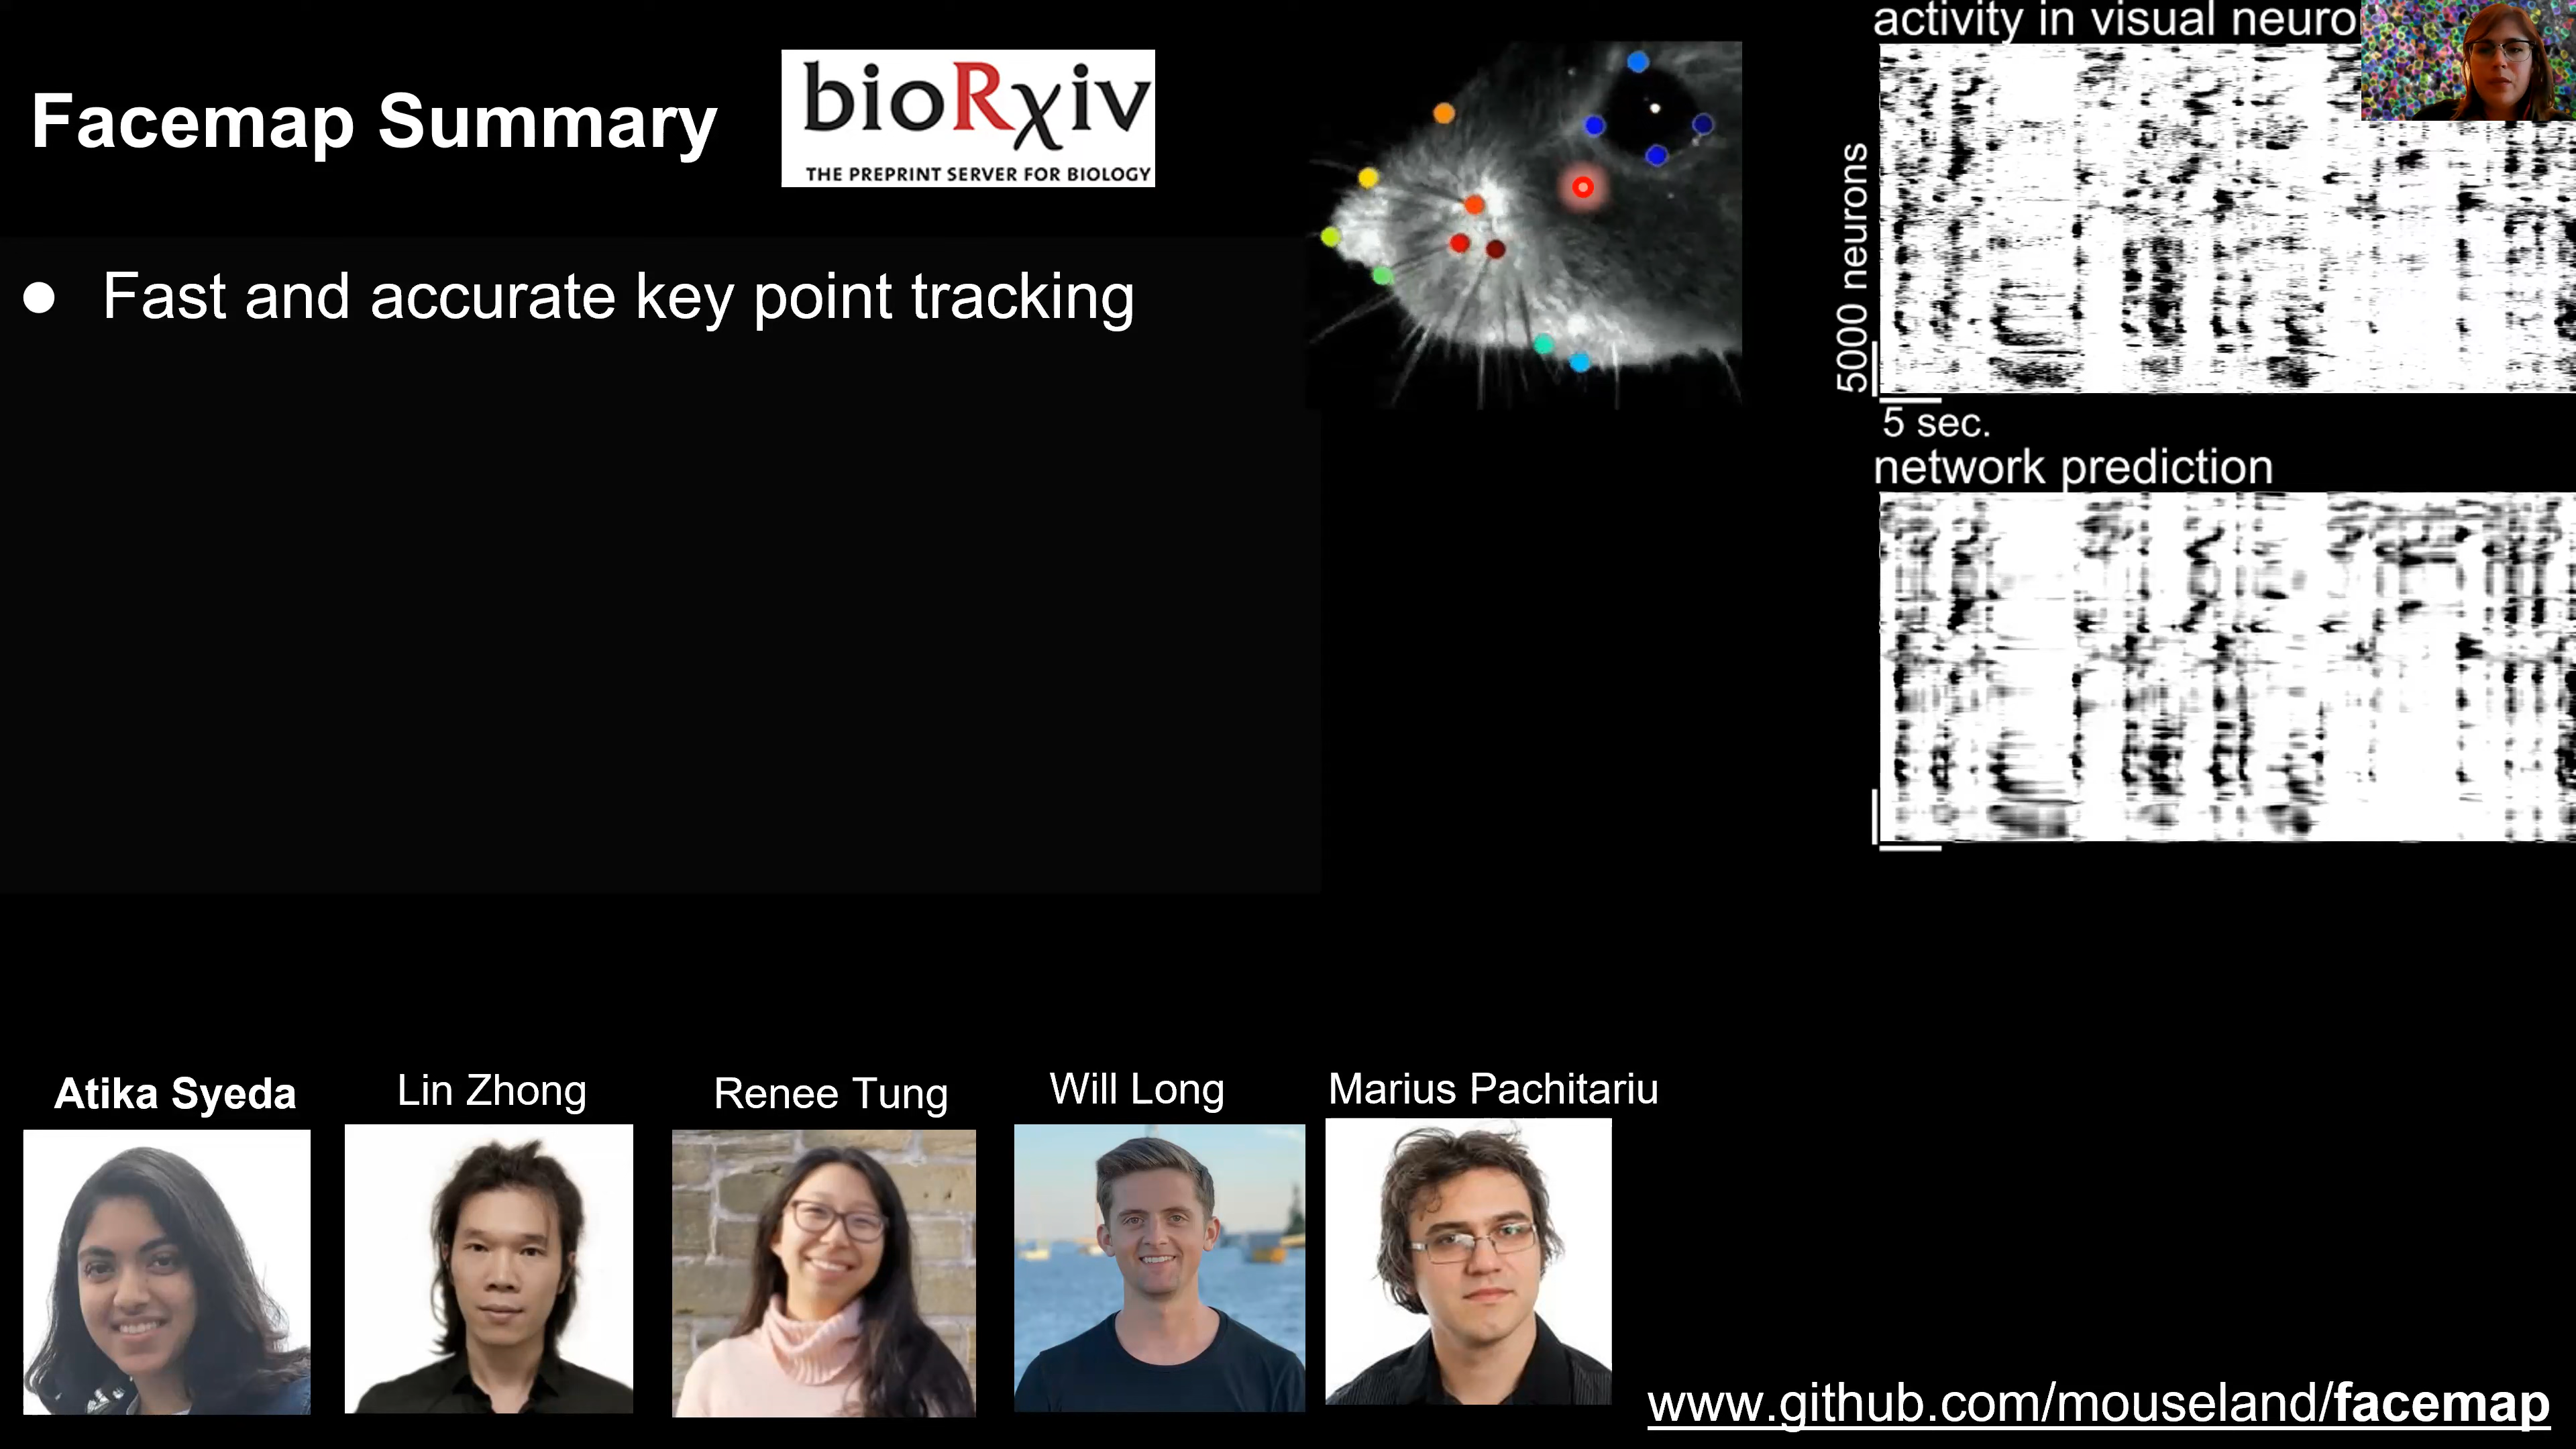 Facemap Summary
bioRχiv
THE PREPRINT SERVER FOR BIOLOGY
● Fast and accurate key point tracking
activity in visual neuro
5000 neurons
5 sec.
network prediction
Atika Syeda
Lin Zhong
Renee Tung
Will Long
Marius Pachitariu
www.github.com/mouseland/facemap